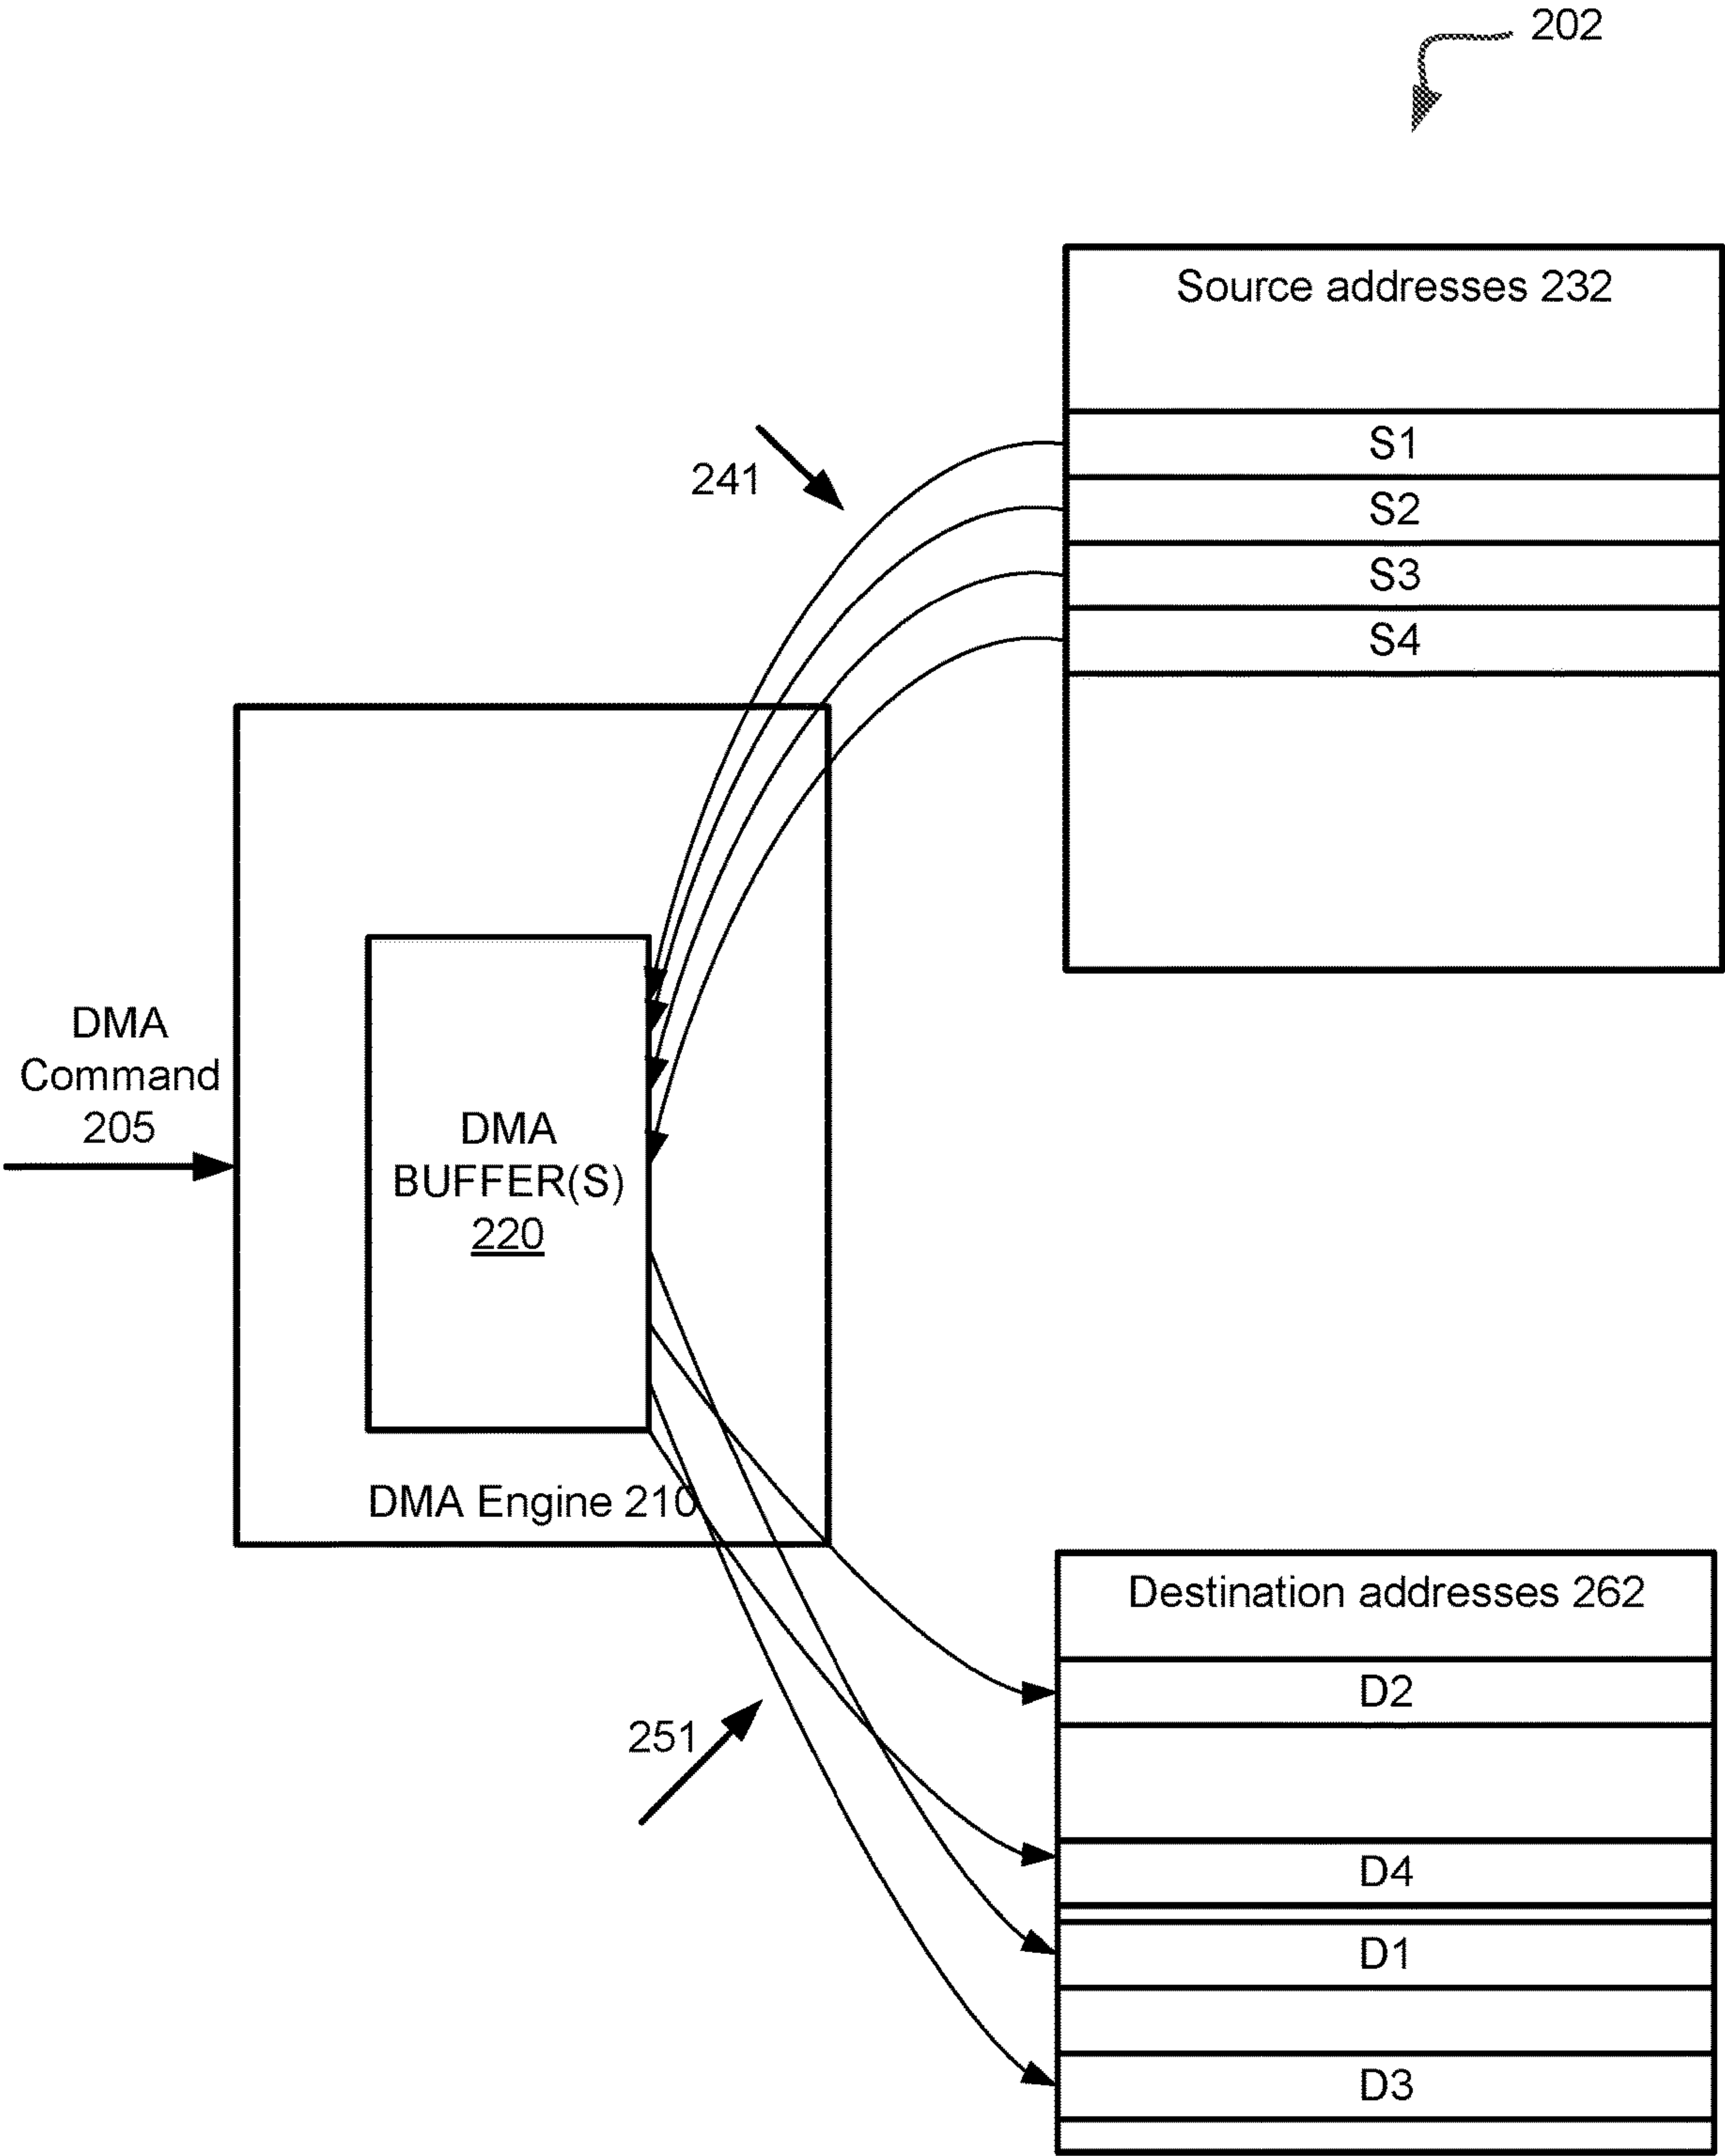 202
Source addresses 232
S1
241
S2
S3
S4
DMA
Command
205
DMA
BUFFER(S)
220
DMA Engine 210
Destination addresses 262
D2
251
D4
D1
D3